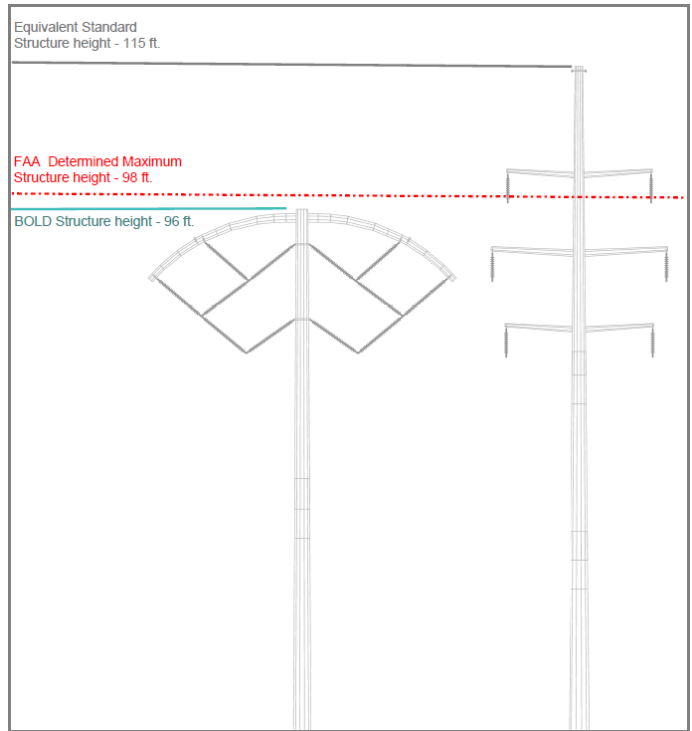 Equivalent Standard
Structure height - 115 ft.
FAA Determined Maximum
Structure height - 98 ft.
BOLD Structure height - 96 ft.